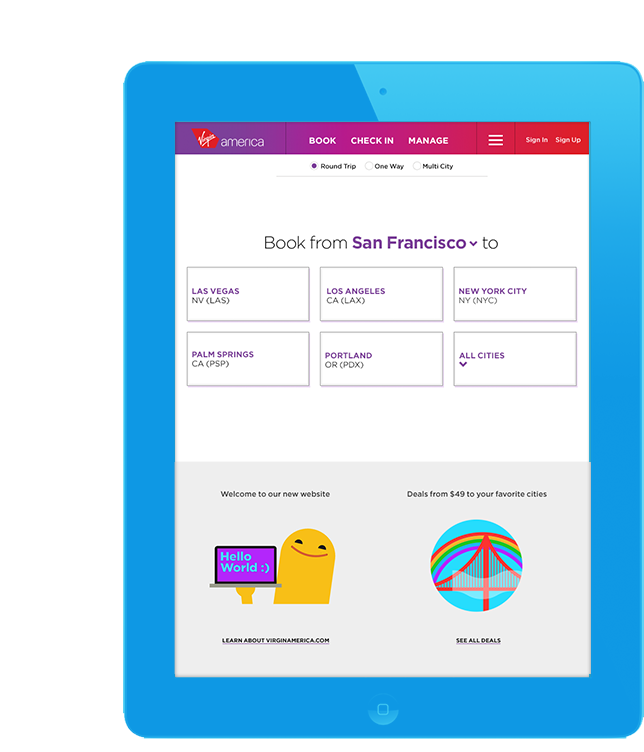 Virgin america BOOK CHECK IN MANAGE Sign In Sign Up
Round Trip One Way Multi City
Book from San Francisco to
LAS VEGAS
NV (LAS)
LOS ANGELES
CA (LAX)
NEW YORK CITY
NY (NYC)
PALM SPRINGS
CA (PSP)
PORTLAND
OR (PDX)
ALL CITIES
Welcome to our new website
Hello
World :)
LEARN ABOUT VIRGINAMERICA.COM
Deals from $49 to your favorite cities
SEE ALL DEALS